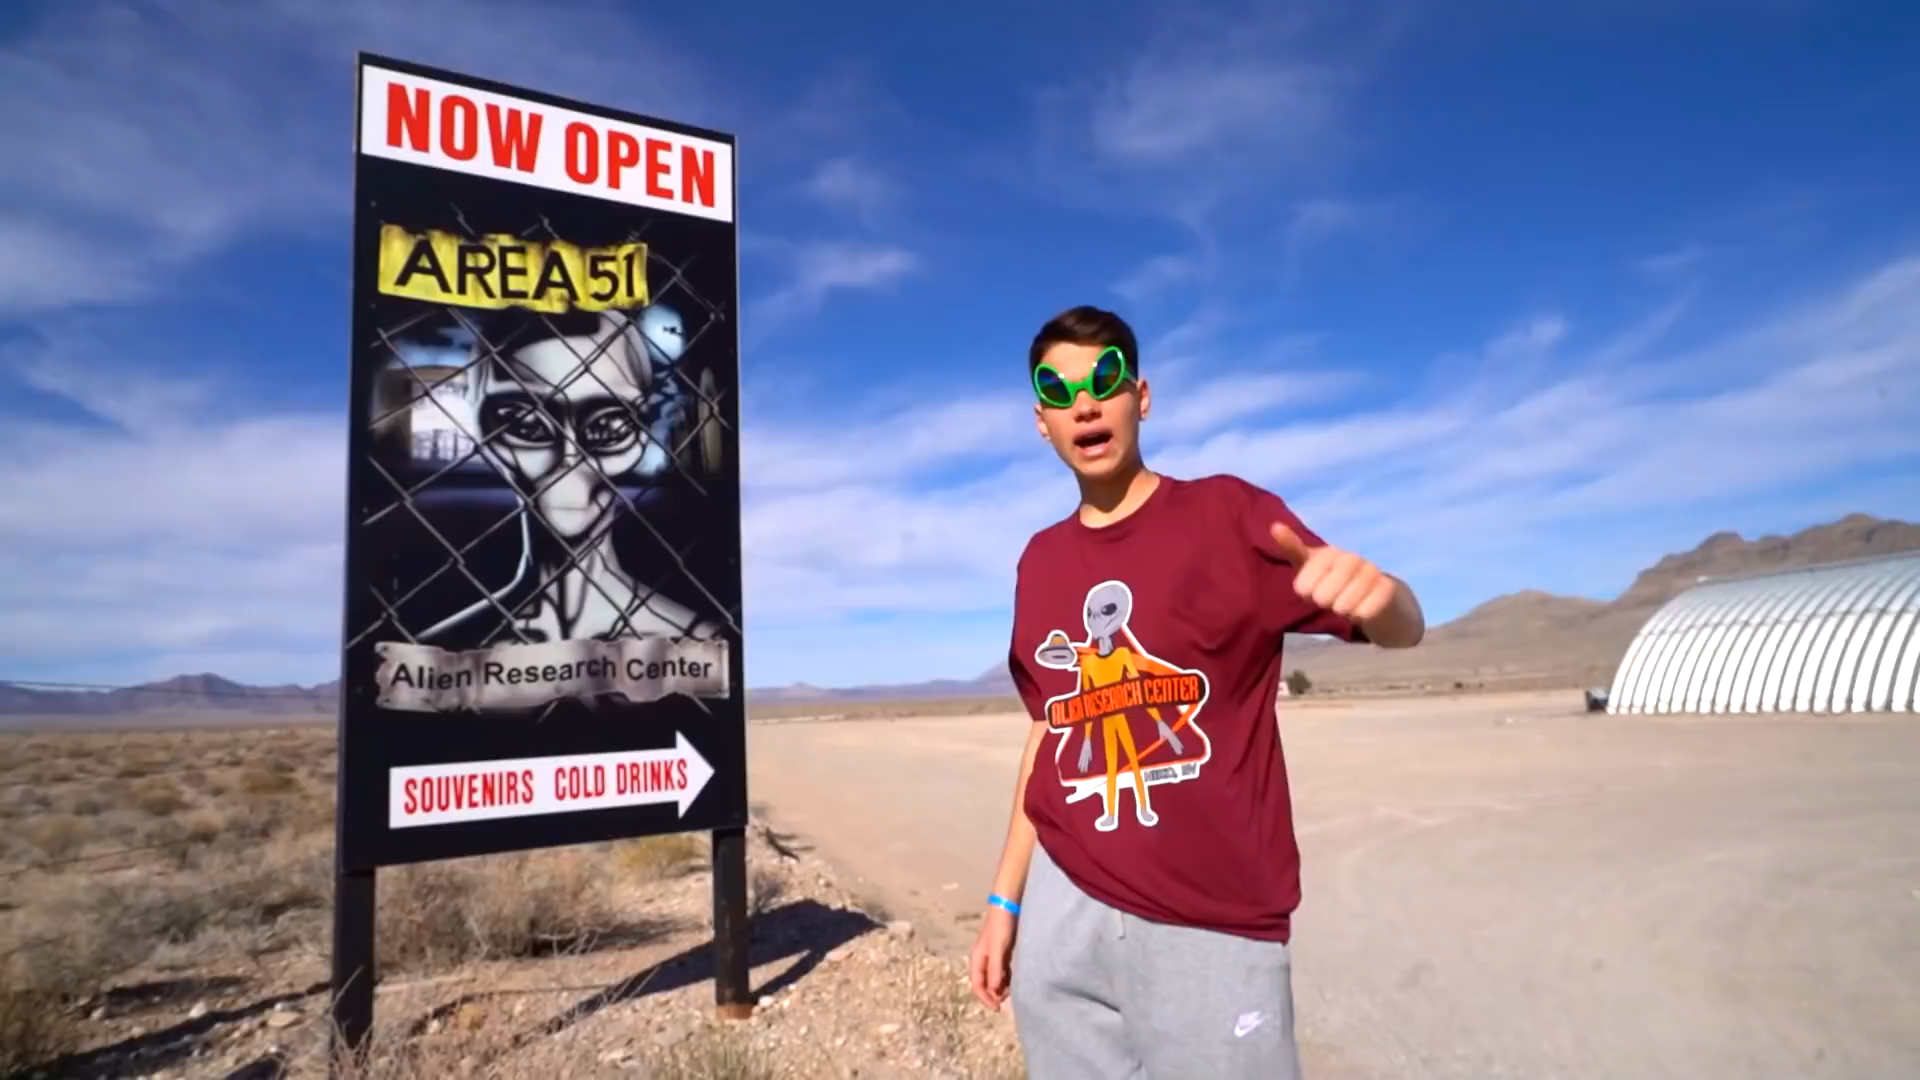 NOW OPEN
AREA 51
Alien Research Center
SOUVENIRS COLD DRINKS
ALIEN RESEARCH CENTER